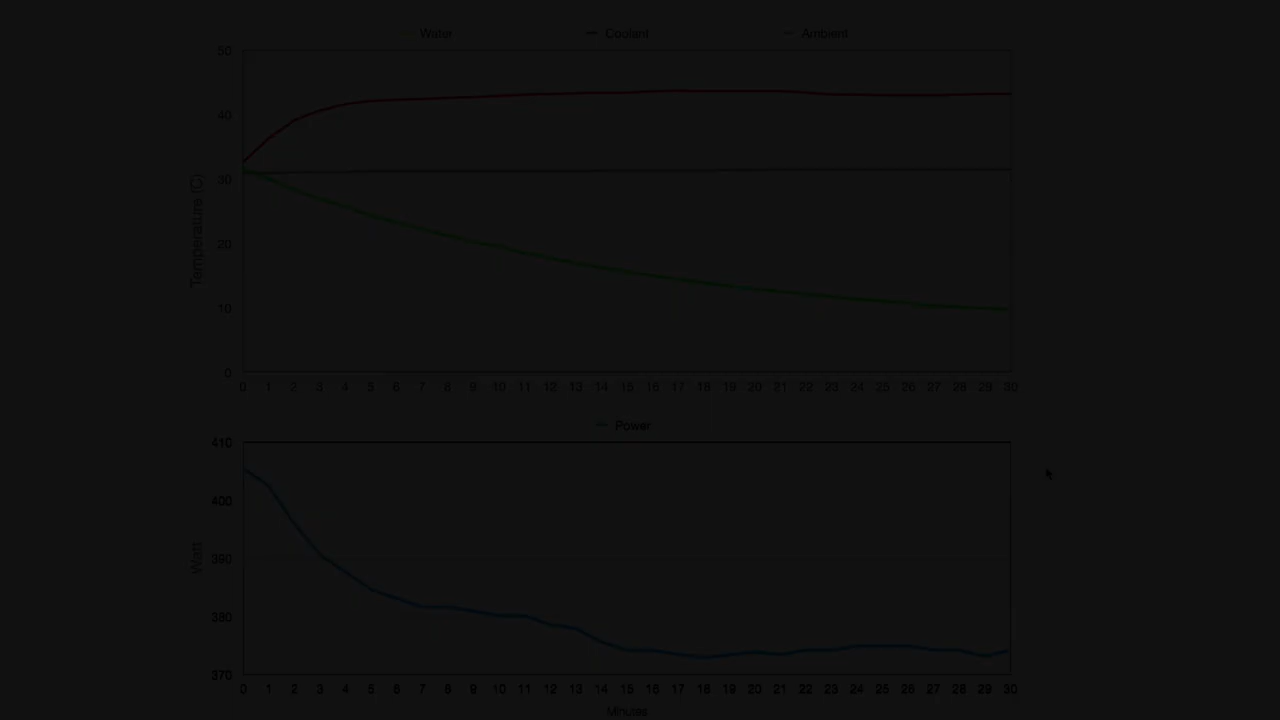 Water Coolant Ambient
50
40
30
20
10
0
Temperature (C)
0 1 2 3 4 5 6 7 8 9 10 11 12 13 14 15 16 17 18 19 20 21 22 23 24 25 26 27 28 29 30
Power
410
400
390
380
370
Watt
0 1 2 3 4 5 6 7 8 9 10 11 12 13 14 15 16 17 18 19 20 21 22 23 24 25 26 27 28 29 30
Minutes